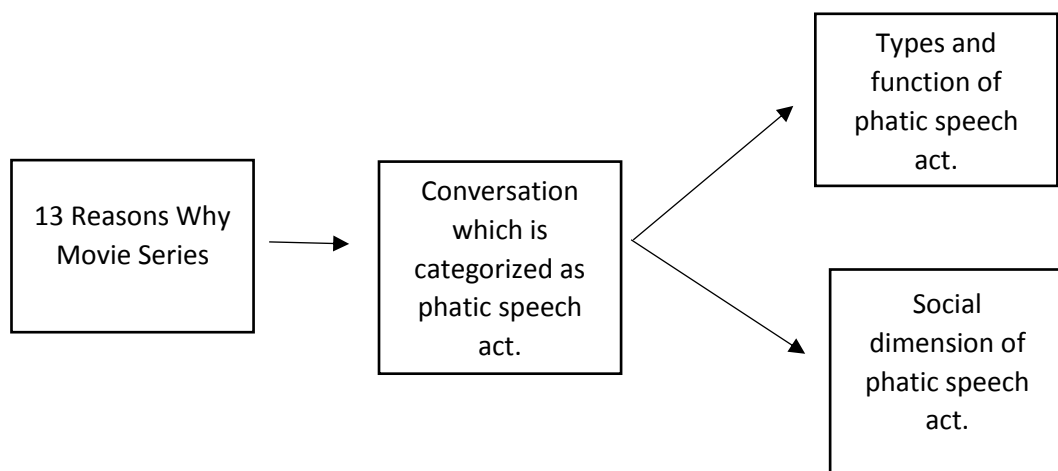 13 Reasons Why
Movie Series
Conversation
which is
categorized as
phatic speech
act.
Types and
function of
phatic speech
act.
Social
dimension of
phatic speech
act.